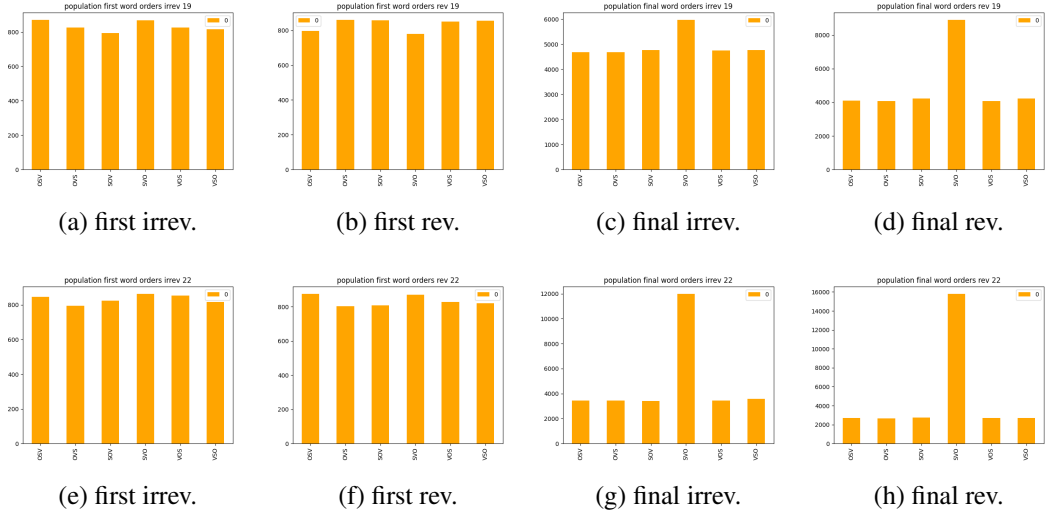 population first word orders irrev 19
0
800
600
400
200
0
OSV OVS SOV SVO VOS VSO
(a) first irrev.
population first word orders rev 19
0
800
600
400
200
0
OSV OVS SOV SVO VOS VSO
(b) first rev.
population final word orders irrev 19
0
6000
5000
4000
3000
2000
1000
0
OSV OVS SOV SVO VOS VSO
(c) final irrev.
population final word orders rev 19
0
8000
6000
4000
2000
0
OSV OVS SOV SVO VOS VSO
(d) final rev.
population first word orders irrev 22
0
800
600
400
200
0
OSV OVS SOV SVO VOS VSO
(e) first irrev.
population first word orders rev 22
0
800
600
400
200
0
OSV OVS SOV SVO VOS VSO
(f) first rev.
population final word orders irrev 22
0
12000
10000
8000
6000
4000
2000
0
OSV OVS SOV SVO VOS VSO
(g) final irrev.
population final word orders rev 22
0
16000
14000
12000
10000
8000
6000
4000
2000
0
OSV OVS SOV SVO VOS VSO
(h) final rev.